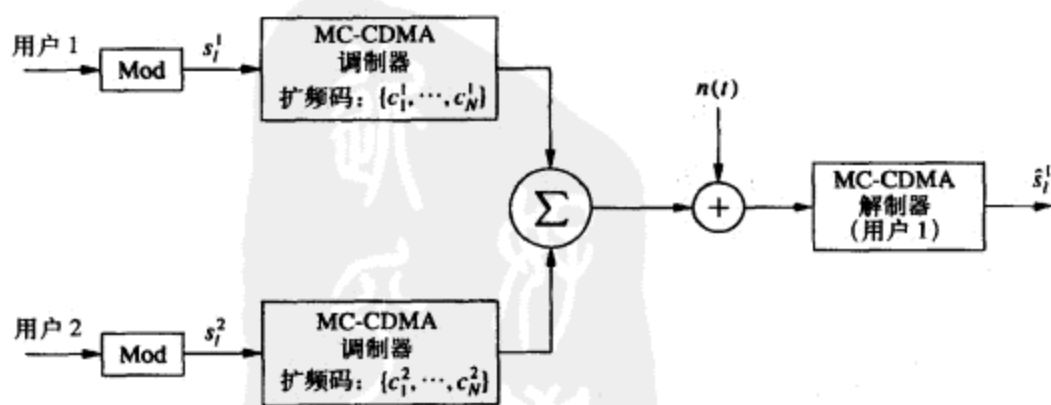 用户 1
Mod
s_l^1
MC-CDMA
调制器
扩频码：{c_1^1, ⋯, c_N^1}
n(t)
Σ
+
MC-CDMA
解制器
（用户 1）
ŝ_l^1
用户 2
Mod
s_l^2
MC-CDMA
调制器
扩频码：{c_1^2, ⋯, c_N^2}